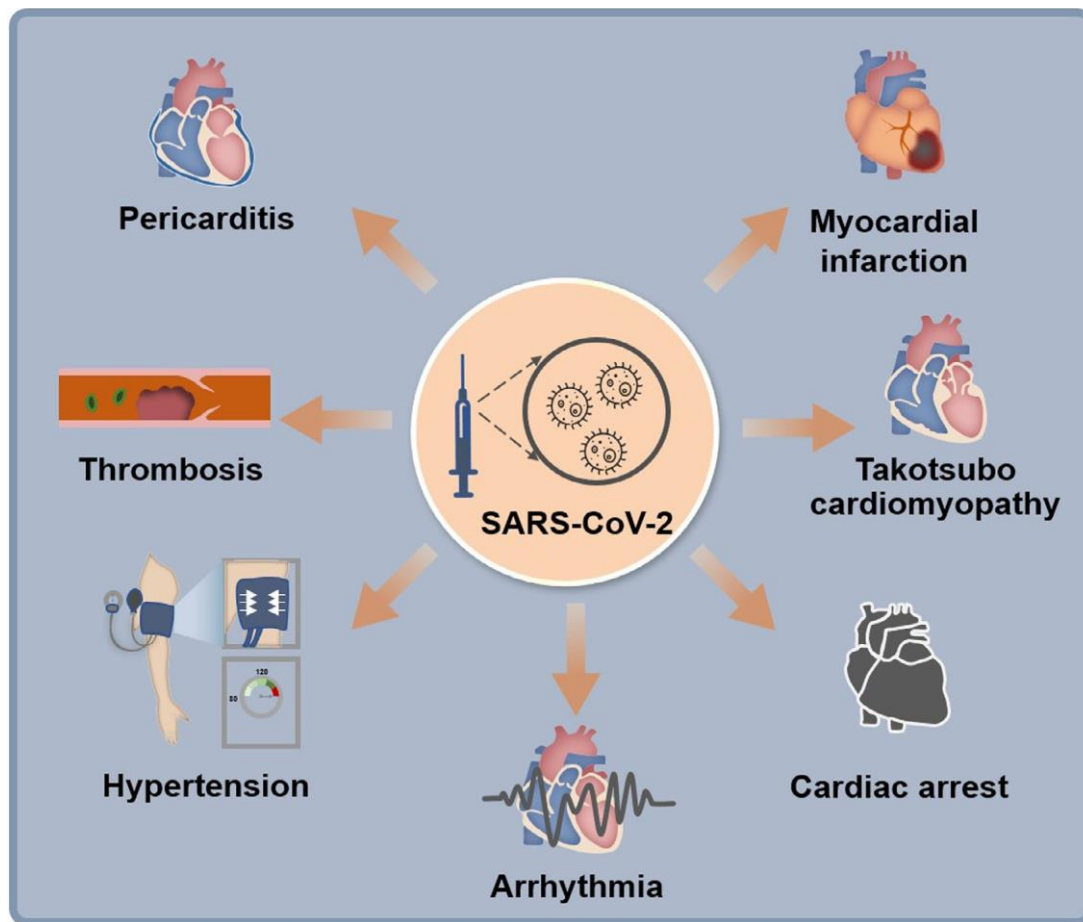 Pericarditis
Myocardial
infarction
Thrombosis
SARS-CoV-2
Takotsubo
cardiomyopathy
120
80
Hypertension
Cardiac arrest
Arrhythmia